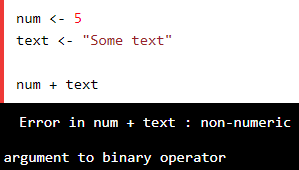 num <- 5
text <- "Some text"
num + text
Error in num + text : non-numeric
argument to binary operator